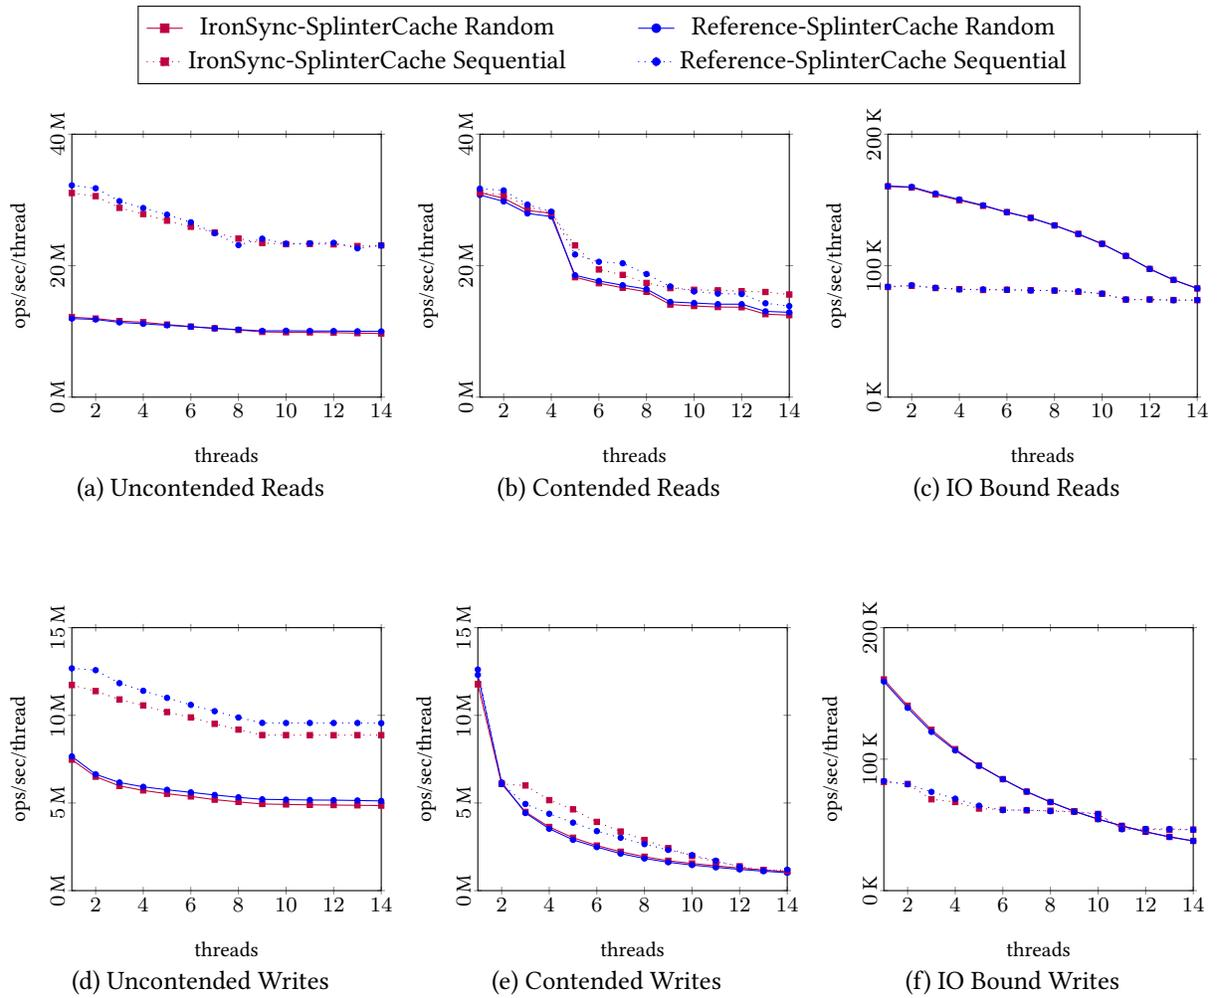 IronSync-SplinterCache Random
Reference-SplinterCache Random
IronSync-SplinterCache Sequential
Reference-SplinterCache Sequential
40 M
20 M
0 M
ops/sec/thread
2 4 6 8 10 12 14
threads
(a) Uncontended Reads
40 M
20 M
0 M
ops/sec/thread
2 4 6 8 10 12 14
threads
(b) Contended Reads
200 K
100 K
0 K
ops/sec/thread
2 4 6 8 10 12 14
threads
(c) IO Bound Reads
15 M
10 M
5 M
0 M
ops/sec/thread
2 4 6 8 10 12 14
threads
(d) Uncontended Writes
15 M
10 M
5 M
0 M
ops/sec/thread
2 4 6 8 10 12 14
threads
(e) Contended Writes
200 K
100 K
0 K
ops/sec/thread
2 4 6 8 10 12 14
threads
(f) IO Bound Writes